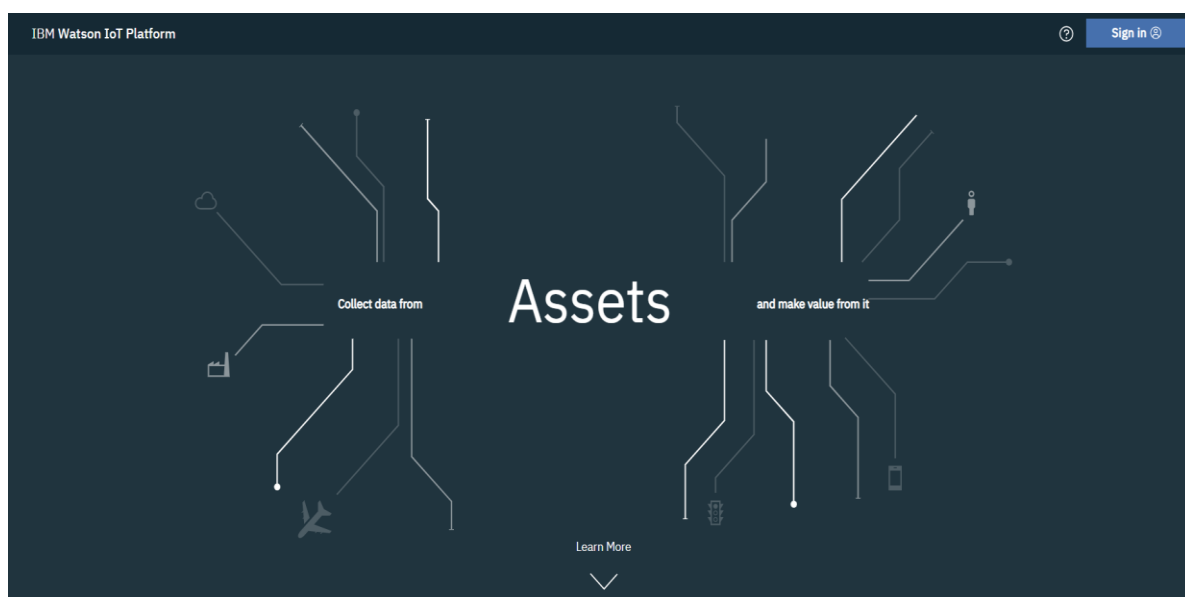 IBM Watson IoT Platform
Sign in
Collect data from
Assets
and make value from it
Learn More